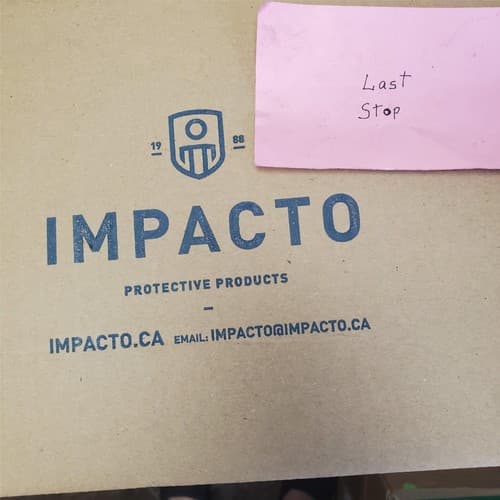 Last
Stop
19 88
IMPACTO
PROTECTIVE PRODUCTS
IMPACTO.CA EMAIL: IMPACTO@IMPACTO.CA